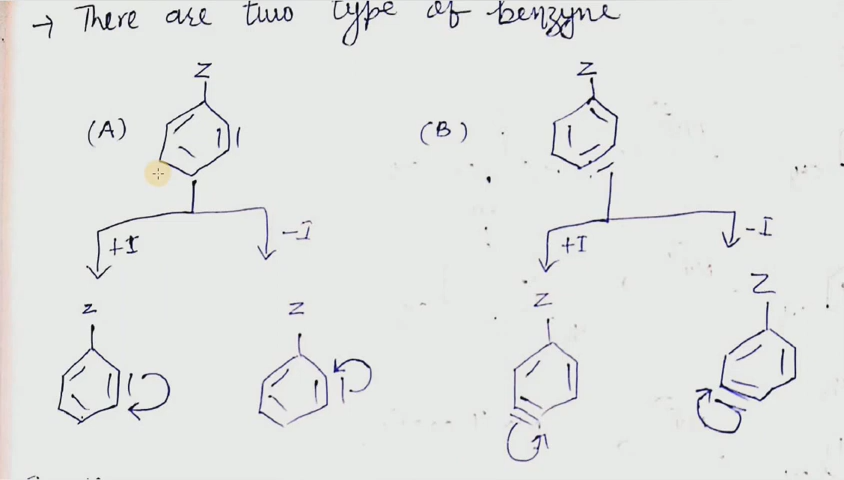 → There are two type of benzyne
Z Z
(A) (B)
+I -I +I -I
Z Z Z Z